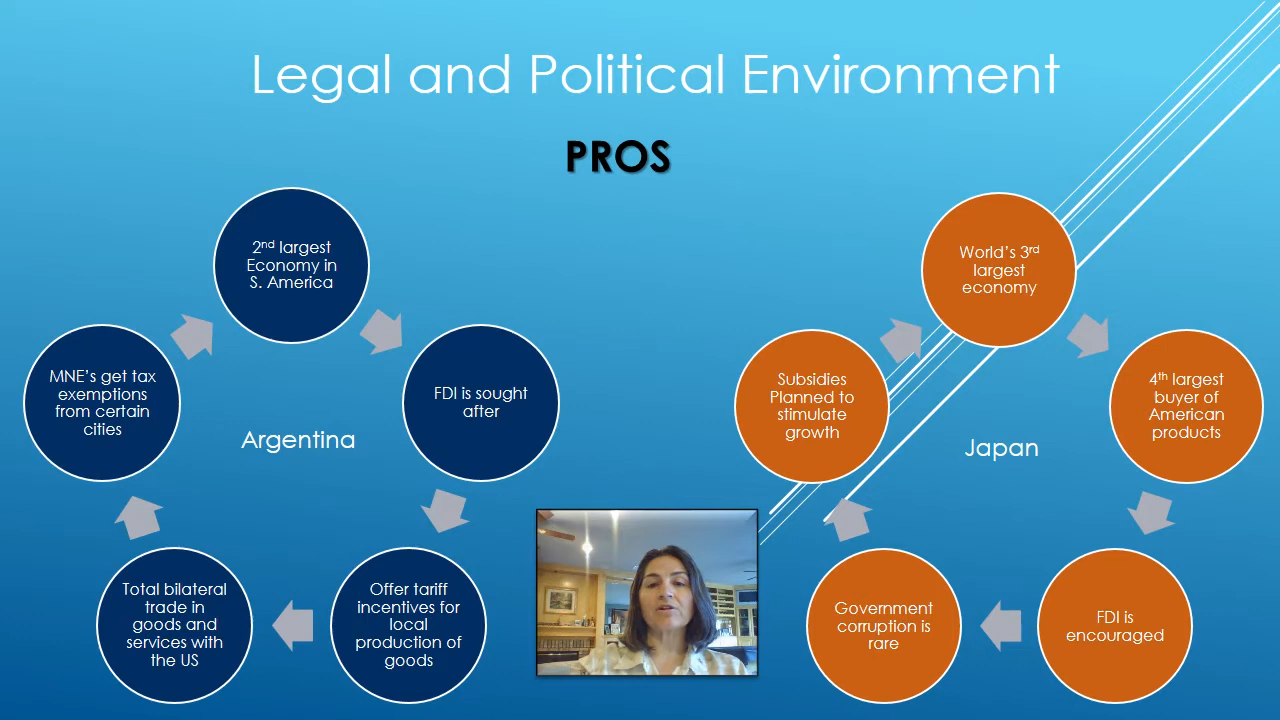 Legal and Political Environment
PROS
2nd largest
Economy in
S. America
FDI is sought
after
Offer tariff
incentives for
local
production of
goods
Total bilateral
trade in
goods and
services with
the US
MNE's get tax
exemptions
from certain
cities
Argentina
World's 3rd
largest
economy
4th largest
buyer of
American
products
FDI is
encouraged
Government
corruption is
rare
Subsidies
Planned to
stimulate
growth
Japan